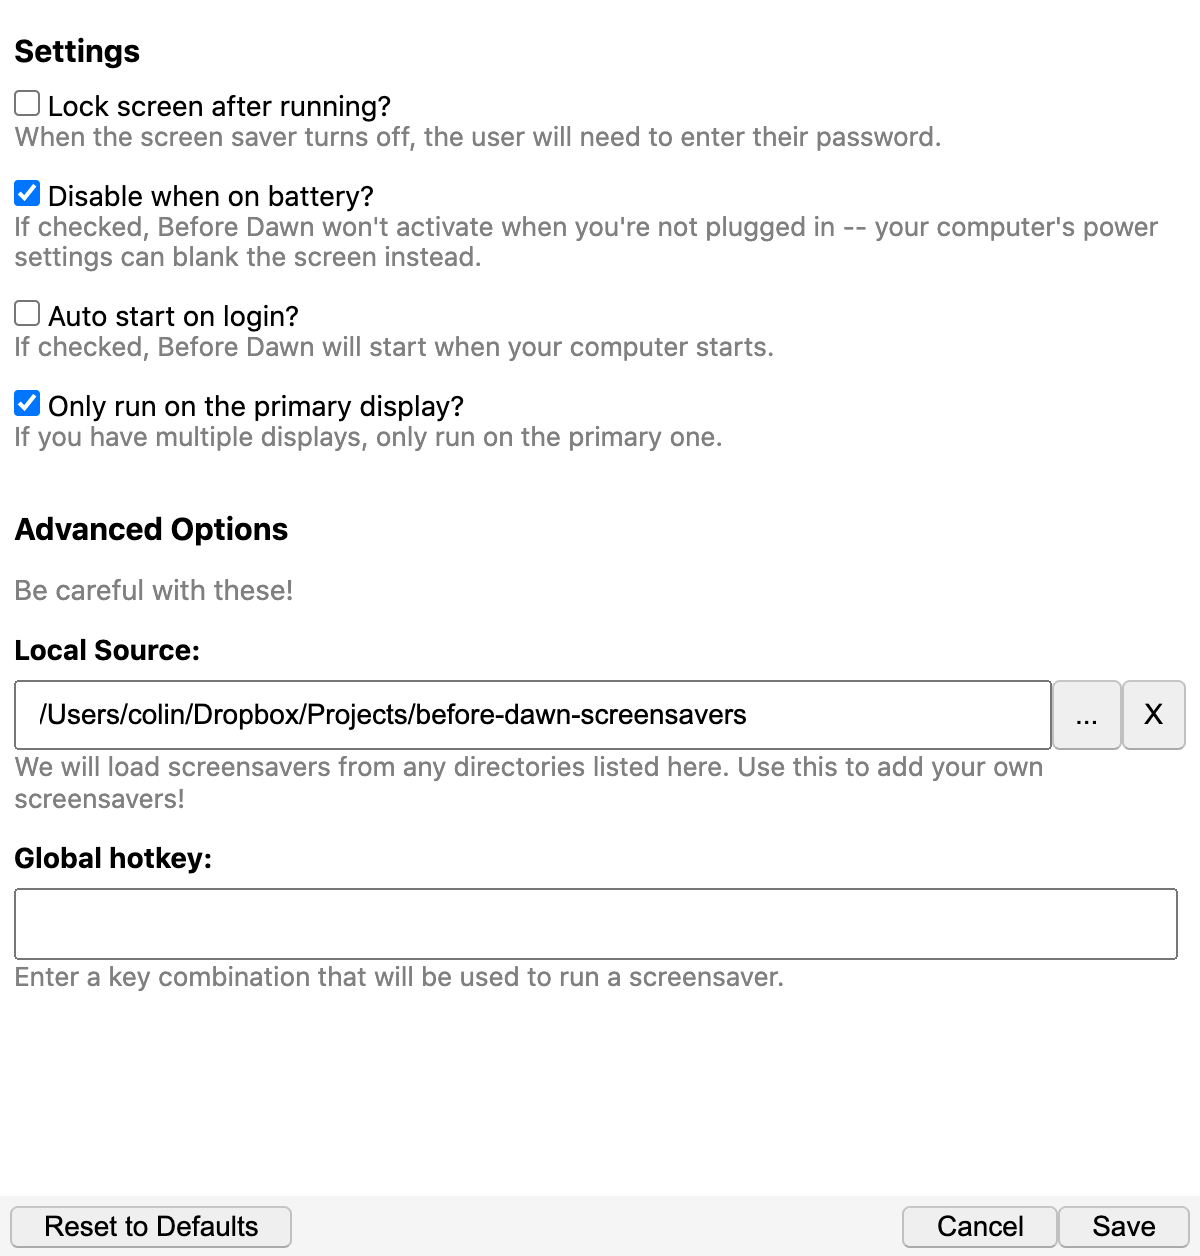 Settings
Lock screen after running?
When the screen saver turns off, the user will need to enter their password.
Disable when on battery?
If checked, Before Dawn won't activate when you're not plugged in -- your computer's power
settings can blank the screen instead.
Auto start on login?
If checked, Before Dawn will start when your computer starts.
Only run on the primary display?
If you have multiple displays, only run on the primary one.
Advanced Options
Be careful with these!
Local Source:
/Users/colin/Dropbox/Projects/before-dawn-screensavers ... X
We will load screensavers from any directories listed here. Use this to add your own
screensavers!
Global hotkey:
Enter a key combination that will be used to run a screensaver.
Reset to Defaults Cancel Save